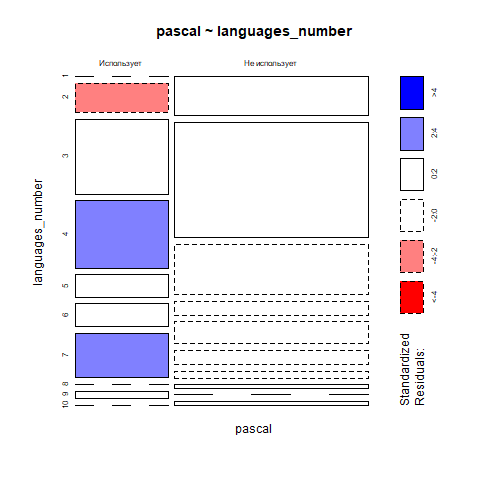 pascal ~ languages_number
Использует
Не использует
1
2
3
4
5
6
7
8
9
10
languages_number
pascal
Standardized
Residuals:
<-4
-4:-2
-2:0
0:2
2:4
>4